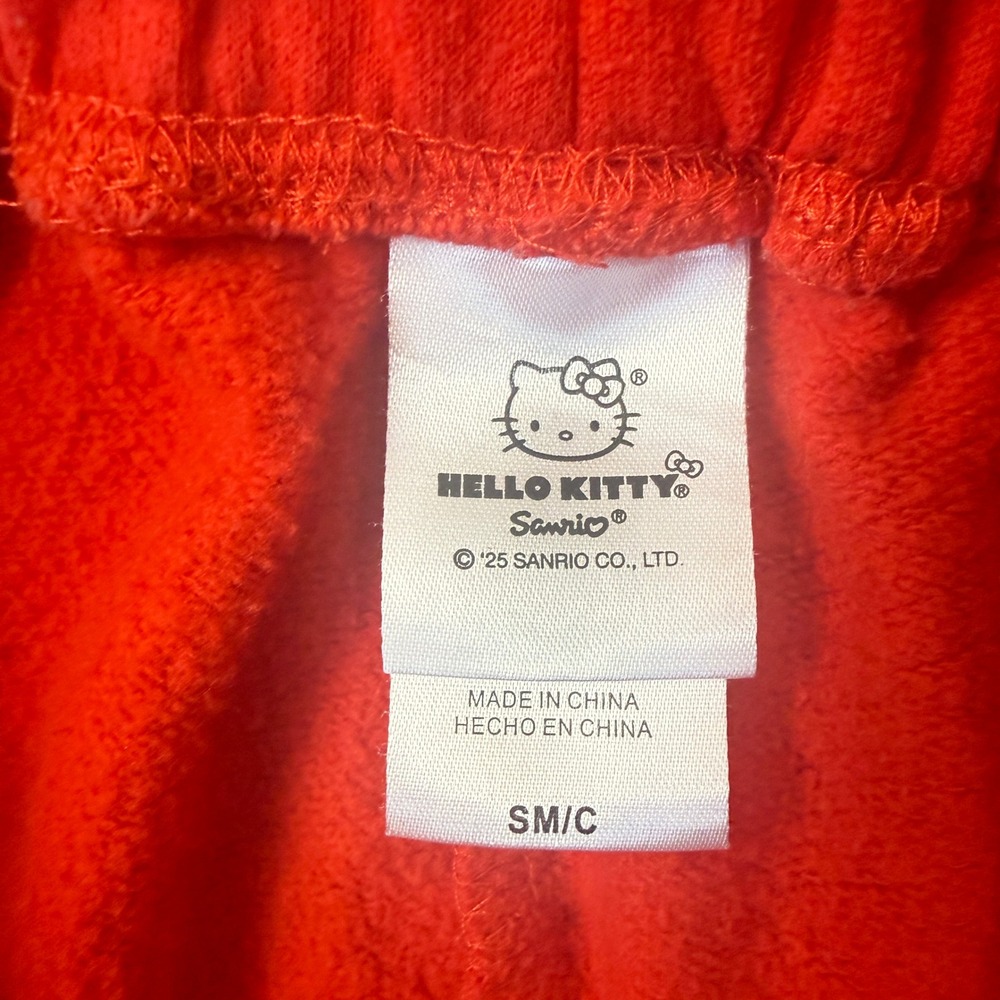 ®
HELLO KITTY®
Sanrio®
© '25 SANRIO CO., LTD.
MADE IN CHINA
HECHO EN CHINA
SM/C